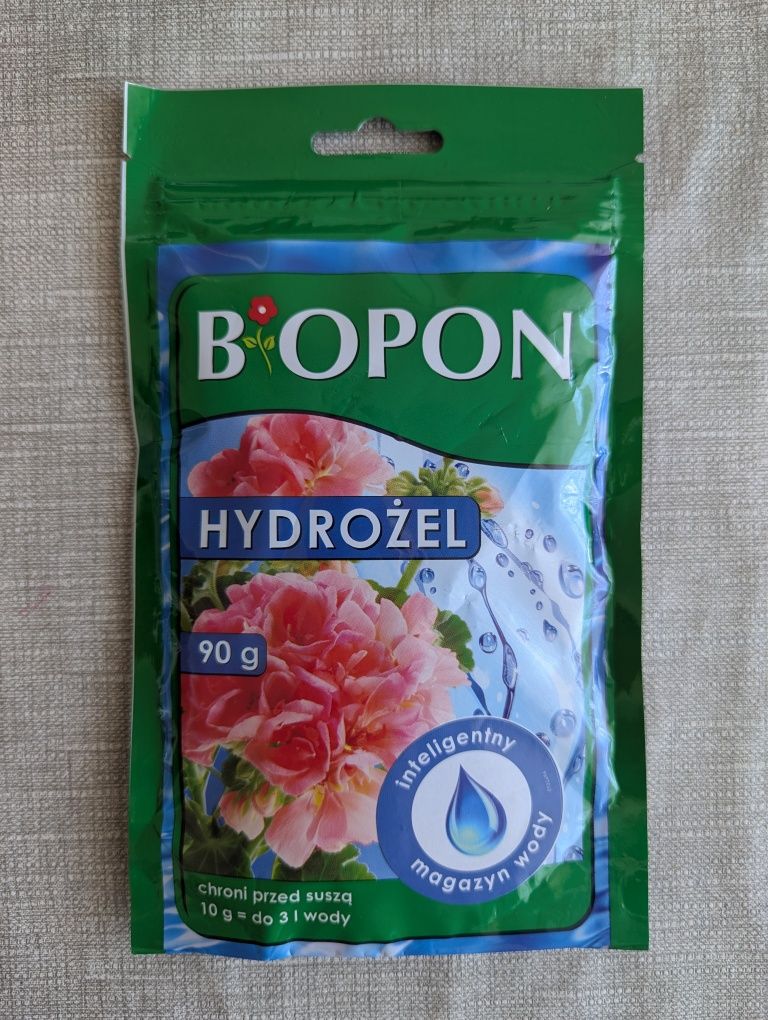 BIOPON
HYDROŻEL
90 g
inteligentny
magazyn wody
chroni przed suszą
10 g = do 3 l wody